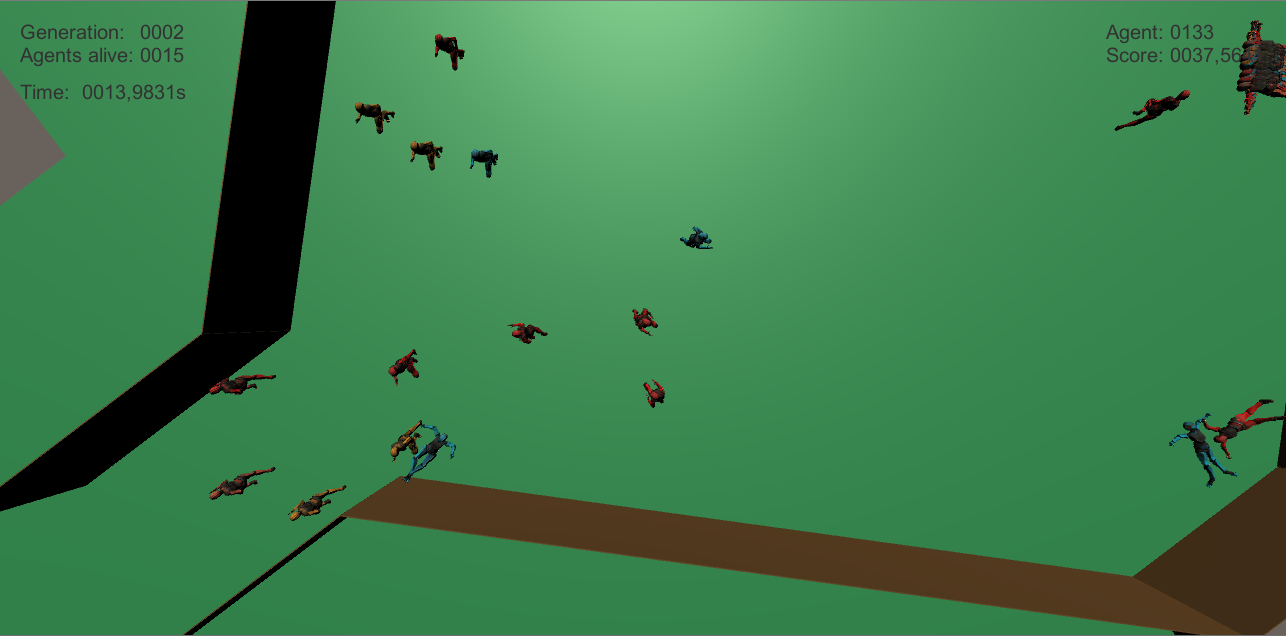 Generation: 0002
Agents alive: 0015
Time: 0013,9831s
Agent: 0133
Score: 0037,56